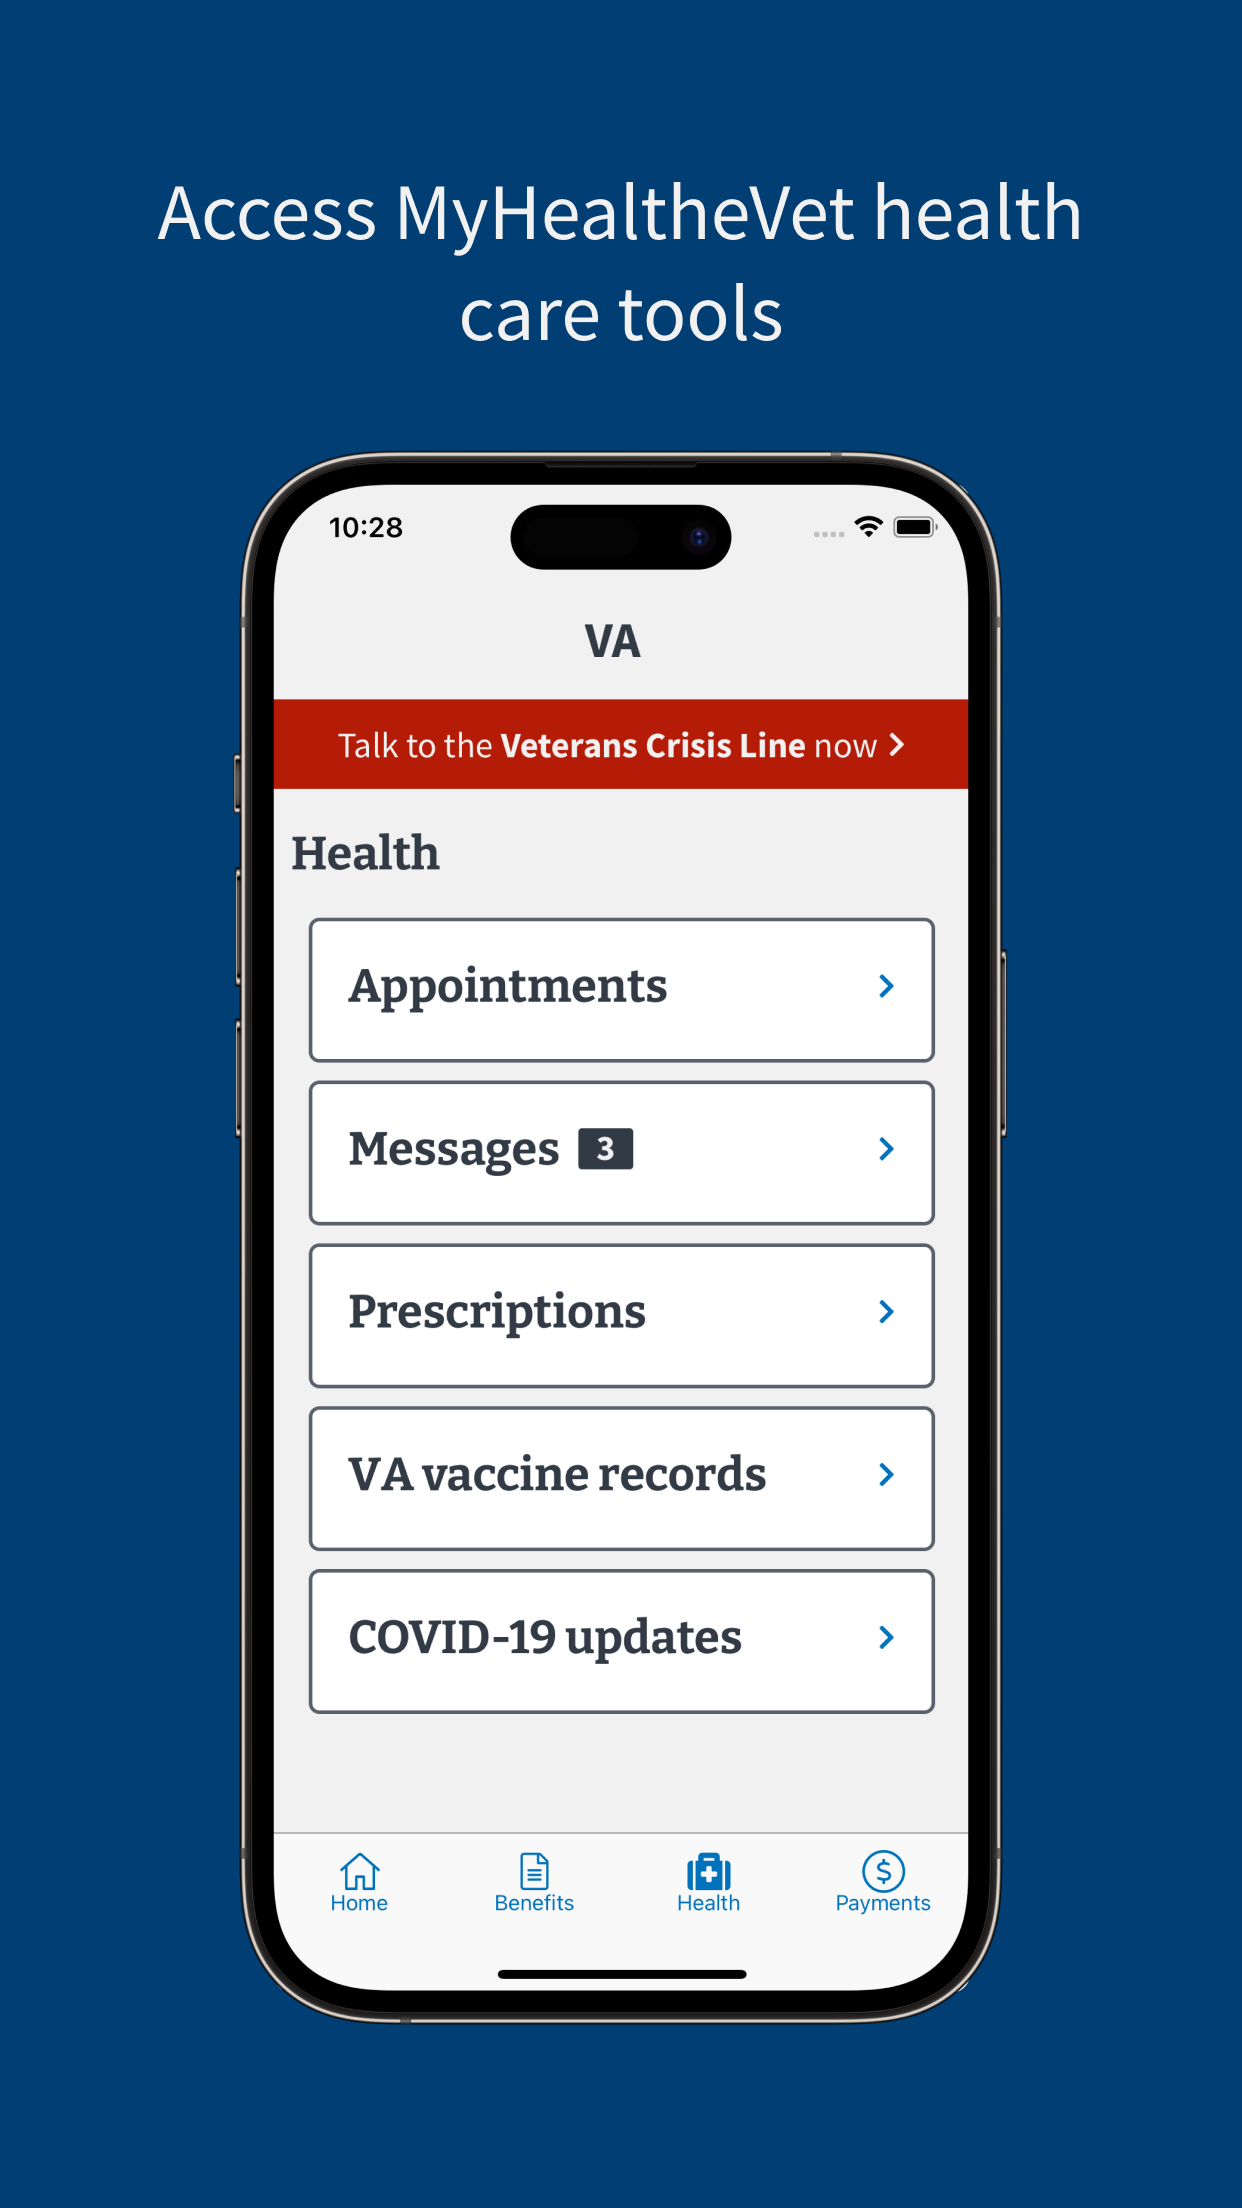 Access MyHealtheVet health
care tools
10:28
VA
Talk to the Veterans Crisis Line now
Health
Appointments
Messages 3
Prescriptions
VA vaccine records
COVID-19 updates
Home Benefits Health Payments